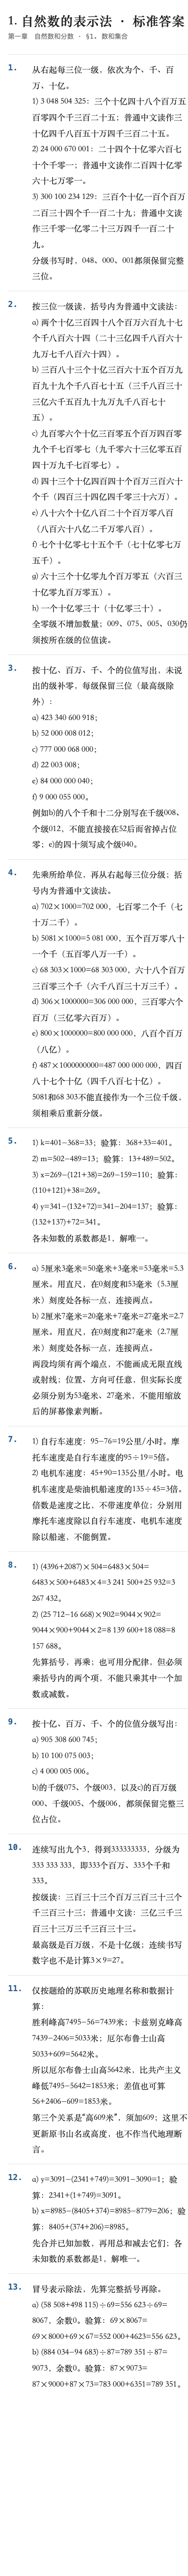 1. 自然数的表示法 · 标准答案
第一章 自然数和分数 · §1. 数和集合
1. 从右起每三位一级，依次为个、千、百
万、十亿。
1) 3 048 504 325：三个十亿四十八个百万五
百零四个千三百二十五；普通中文读作三
十亿四千八百五十万四千三百二十五。
2) 24 000 670 001：二十四个十亿零六百七
十个千零一；普通中文读作二百四十亿零
六十七万零一。
3) 300 100 234 129：三百个十亿一百个百万
二百三十四个千一百二十九；普通中文读
作三千零一亿零二十三万四千一百二十
九。
分级书写时，048、000、001都须保留完整
三位。
2. 按三位一级读，括号内为普通中文读法：
a) 两个十亿三百四十八个百万六百九十七
个千八百六十四（二十三亿四千八百六十
九万七千八百六十四）。
b) 三百八十三个十亿三百六十五个百万九
百九十九个千八百七十五（三千八百三十
三亿六千五百九十九万九千八百七十
五）。
c) 九百零六个十亿三百零五个百万四百零
九个千七百零七（九千零六十三亿零五百
四十万九千七百零七）。
d) 四十三个十亿四百四十个百万三百六十
个千（四百三十四亿四千零三十六万）。
e) 八十六个十亿八百二十个百万零八百
（八百六十八亿二千万零八百）。
f) 七个十亿零七十五个千（七十亿零七万
五千）。
g) 六十三个十亿零九个百万零五（六百三
十亿零九百万零五）。
h) 一个十亿零三十（十亿零三十）。
全零级不增加数量；009、075、005、030仍
须按所在级的位值读。
3. 按十亿、百万、千、个的位值写出，未说
出的级补零，每级保留三位（最高级除
外）：
a) 423 340 600 918；
b) 52 000 008 012；
c) 777 000 068 000；
d) 22 003 008；
e) 84 000 000 040；
f) 9 000 055 000。
例如b)的八个千和十二分别写在千级008、
个级012，不能直接接在52后面省掉占位
零；e)的四十须写成个级040。
4. 先乘所给单位，再从右起每三位分级；括
号内为普通中文读法。
a) 702×1000=702 000，七百零二个千（七
十万二千）。
b) 5081×1000=5 081 000，五个百万零八十
一个千（五百零八万一千）。
c) 68 303×1000=68 303 000，六十八个百万
三百零三个千（六千八百三十万三千）。
d) 306×1000000=306 000 000，三百零六个
百万（三亿零六百万）。
e) 800×1000000=800 000 000，八百个百万
（八亿）。
f) 487×1000000000=487 000 000 000，四百
八十七个十亿（四千八百七十亿）。
5081和68 303不能直接作为一个三位千级，
须相乘后重新分级。
5. 1) k=401−368=33；验算：368+33=401。
2) m=502−489=13；验算：13+489=502。
3) x=269−(121+38)=269−159=110；验算：
(110+121)+38=269。
4) y=341−(132+72)=341−204=137；验算：
(132+137)+72=341。
各未知数的系数都是1，解唯一。
6. a) 5厘米3毫米=50毫米+3毫米=53毫米=5.3
厘米。用直尺，在0刻度和53毫米（5.3厘
米）刻度处各标一点，连接两点。
b) 2厘米7毫米=20毫米+7毫米=27毫米=2.7
厘米。用直尺，在0刻度和27毫米（2.7厘
米）刻度处各标一点，连接两点。
两段均须有两个端点，不能画成无限直线
或射线；位置、方向可任意，但实际长度
必须分别为53毫米、27毫米，不能用缩放
后的屏幕像素判断。
7. 1) 自行车速度：95−76=19公里/小时。摩
托车速度是自行车速度的95÷19=5倍。
2) 电机车速度：45+90=135公里/小时。电
机车速度是柴油机船速度的135÷45=3倍。
倍数是速度之比，不带速度单位；分别用
摩托车速度除以自行车速度、电机车速度
除以船速，不能倒置。
8. 1) (4396+2087)×504=6483×504=
6483×500+6483×4=3 241 500+25 932=3
267 432。
2) (25 712−16 668)×902=9044×902=
9044×900+9044×2=8 139 600+18 088=8
157 688。
先算括号，再乘；也可用分配律，但必须
乘括号内的两个项，不能只乘其中一个加
数或减数。
9. 按十亿、百万、千、个的位值分级写出：
a) 905 308 600 745；
b) 10 100 075 003；
c) 4 000 005 006。
b)的千级075、个级003，以及c)的百万级
000、千级005、个级006，都须保留完整三
位占位。
10. 连续写出九个3，得到333333333，分级为
333 333 333，即333个百万、333个千和
333。
按级读：三百三十三个百万三百三十三个
千三百三十三；普通中文读：三亿三千三
百三十三万三千三百三十三。
最高级是百万级，不是十亿级；连续书写
数字也不是计算3×9=27。
11. 仅按题给的苏联历史地理名称和数据计
算：
胜利峰高7495−56=7439米；卡兹别克峰高
7439−2406=5033米；厄尔布鲁士山高
5033+609=5642米。
所以厄尔布鲁士山高5642米，比共产主义
峰低7495−5642=1853米；差值也可算
56+2406−609=1853米。
第三个关系是“高609米”，须加609；这里不
更新原书山名或高度，也不作当代地理断
言。
12. a) y=3091−(2341+749)=3091−3090=1；验
算：2341+(1+749)=3091。
b) x=8985−(8405+374)=8985−8779=206；验
算：8405+(374+206)=8985。
先合并已知加数，再用总和减去它们；各
未知数的系数都是1，解唯一。
13. 冒号表示除法，先算完整括号再除。
a) (58 508+498 115)÷69=556 623÷69=
8067，余数0。验算：69×8067=
69×8000+69×67=552 000+4623=556 623。
b) (884 034−94 683)÷87=789 351÷87=
9073，余数0。验算：87×9073=
87×9000+87×73=783 000+6351=789 351。